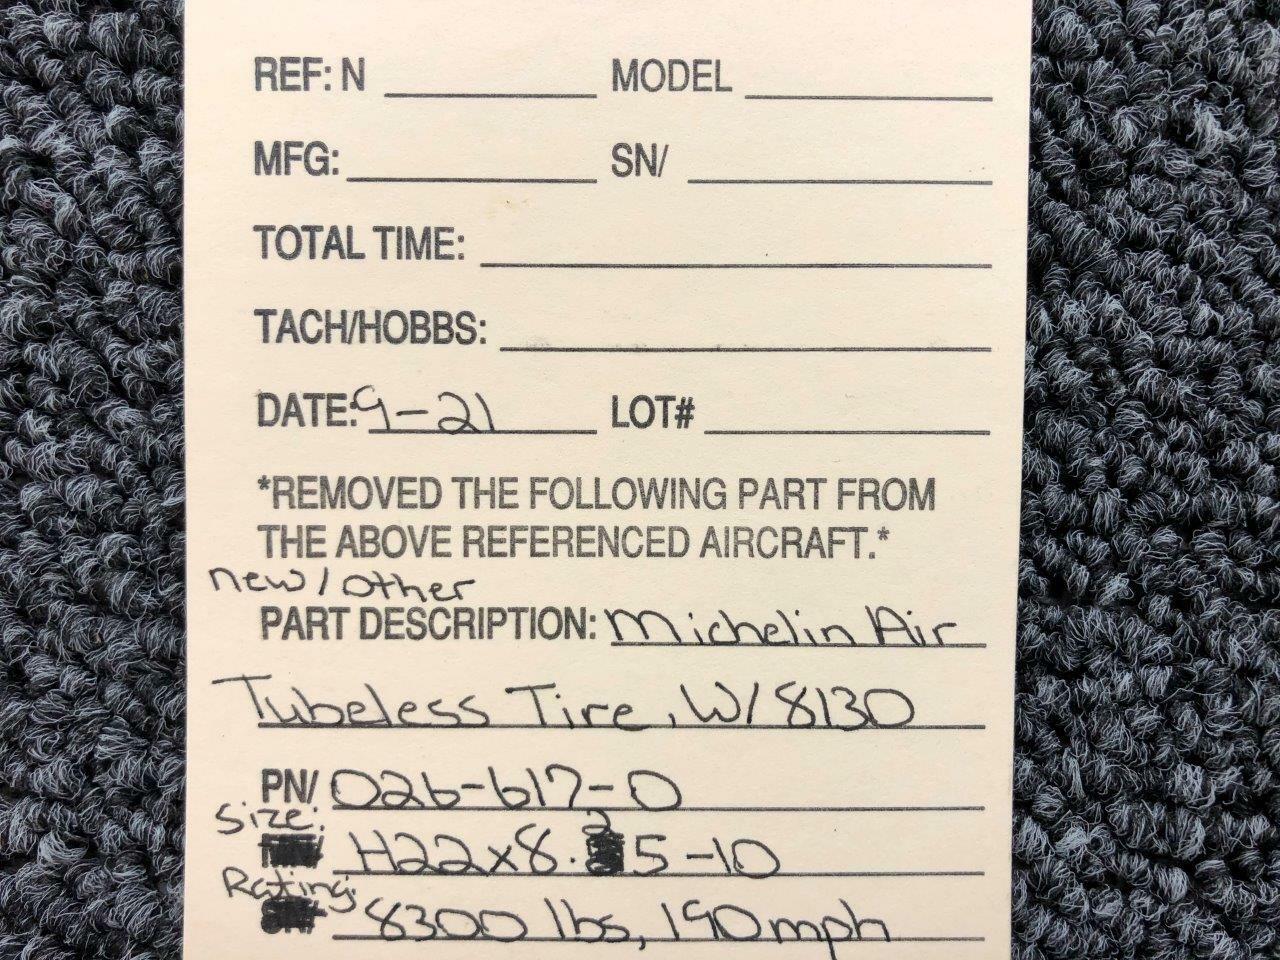 REF: N MODEL
MFG: SN/
TOTAL TIME:
TACH/HOBBS:
DATE: 9-21 LOT#
*REMOVED THE FOLLOWING PART FROM
THE ABOVE REFERENCED AIRCRAFT.*
new/other
PART DESCRIPTION: Michelin Air
Tubeless Tire, W/8130
PN/ 026-617-0
Size: H22x8.25-10
Rating: 8300 lbs, 190mph